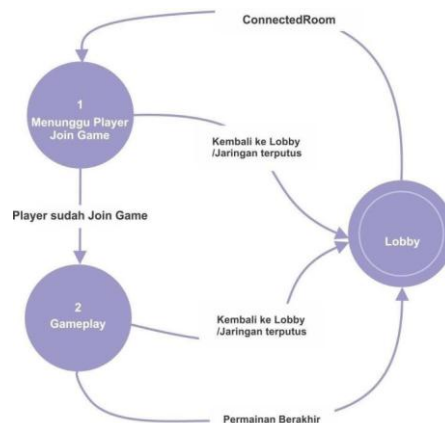 ConnectedRoom
1
Menunggu Player
Join Game
Kembali ke Lobby
/Jaringan terputus
Player sudah Join Game
Lobby
2
Gameplay
Kembali ke Lobby
/Jaringan terputus
Permainan Berakhir